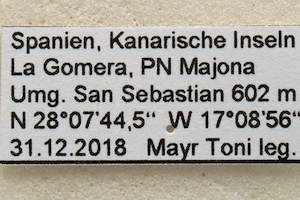 Spanien, Kanarische Inseln
La Gomera, PN Majona
Umg. San Sebastian 602 m
N 28°07'44,5“ W 17°08'56“
31.12.2018 Mayr Toni leg.